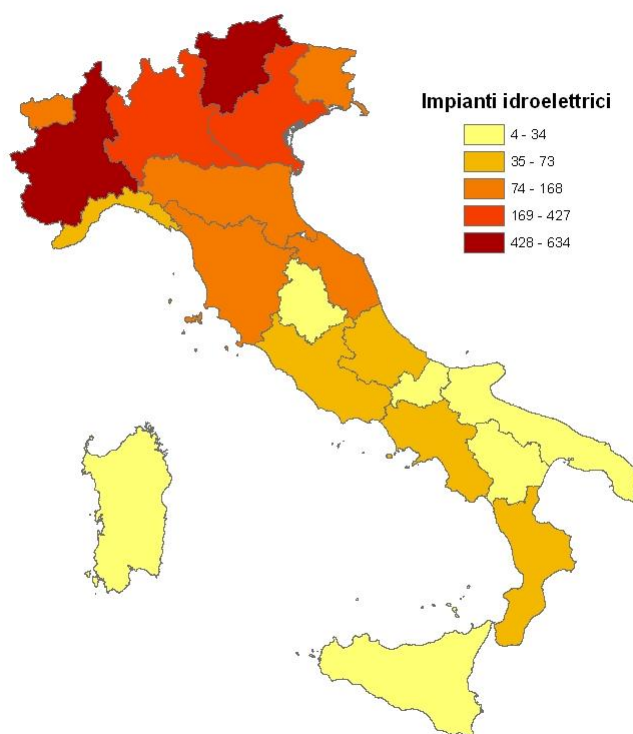 Impianti idroelettrici
4 - 34
35 - 73
74 - 168
169 - 427
428 - 634